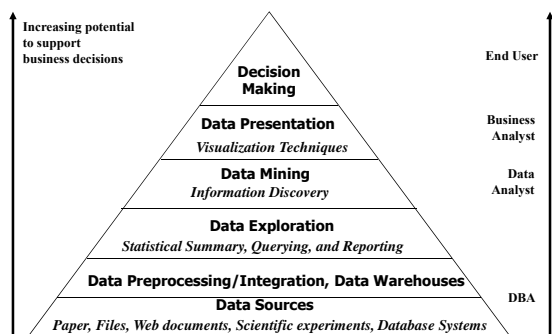 Increasing potential
to support
business decisions
End User
Decision
Making
Business
Analyst
Data Presentation
Visualization Techniques
Data Mining
Information Discovery
Data
Analyst
Data Exploration
Statistical Summary, Querying, and Reporting
Data Preprocessing/Integration, Data Warehouses
DBA
Data Sources
Paper, Files, Web documents, Scientific experiments, Database Systems